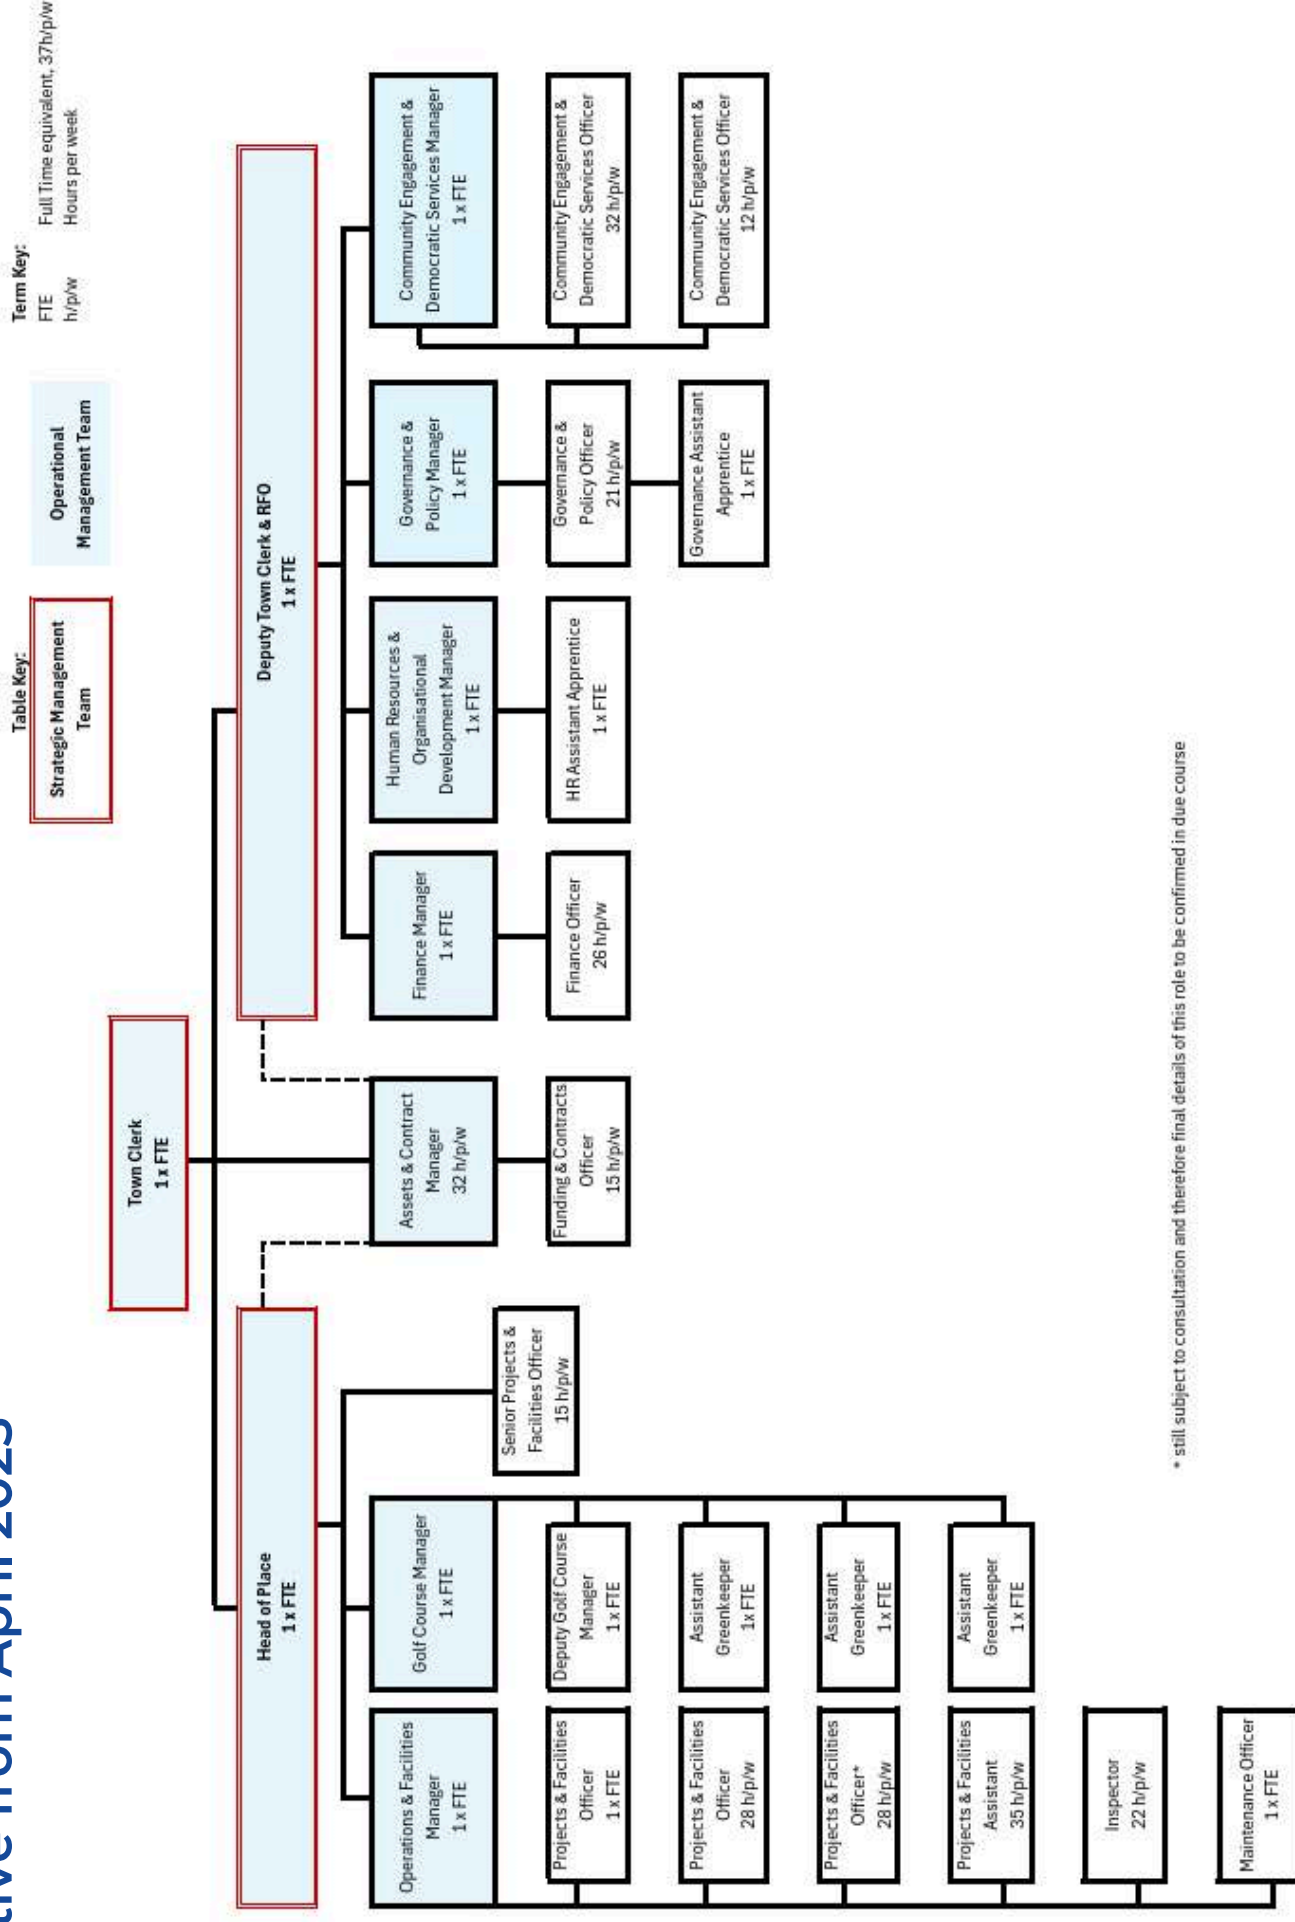 tive from April 2023
Table Key:
Strategic Management
Team
Operational
Management Team
Term Key:
FTE Full Time equivalent, 37h/p/w
h/p/w Hours per week
Town Clerk
1 x FTE
Head of Place
1 x FTE
Deputy Town Clerk & RFO
1 x FTE
Operations & Facilities
Manager
1 x FTE
Golf Course Manager
1 x FTE
Senior Projects &
Facilities Officer
15 h/p/w
Assets & Contract
Manager
32 h/p/w
Finance Manager
1 x FTE
Human Resources &
Organisational
Development Manager
1 x FTE
Governance &
Policy Manager
1 x FTE
Community Engagement &
Democratic Services Manager
1 x FTE
Projects & Facilities
Officer
1 x FTE
Deputy Golf Course
Manager
1 x FTE
Funding & Contracts
Officer
15 h/p/w
Finance Officer
26 h/p/w
HR Assistant Apprentice
1 x FTE
Governance &
Policy Officer
21 h/p/w
Community Engagement &
Democratic Services Officer
32 h/p/w
Projects & Facilities
Officer
28 h/p/w
Assistant
Greenkeeper
1 x FTE
Governance Assistant
Apprentice
1 x FTE
Community Engagement &
Democratic Services Officer
12 h/p/w
Projects & Facilities
Officer*
28 h/p/w
Assistant
Greenkeeper
1 x FTE
Projects & Facilities
Assistant
35 h/p/w
Assistant
Greenkeeper
1 x FTE
Inspector
22 h/p/w
Maintenance Officer
1 x FTE
* still subject to consultation and therefore final details of this role to be confirmed in due course